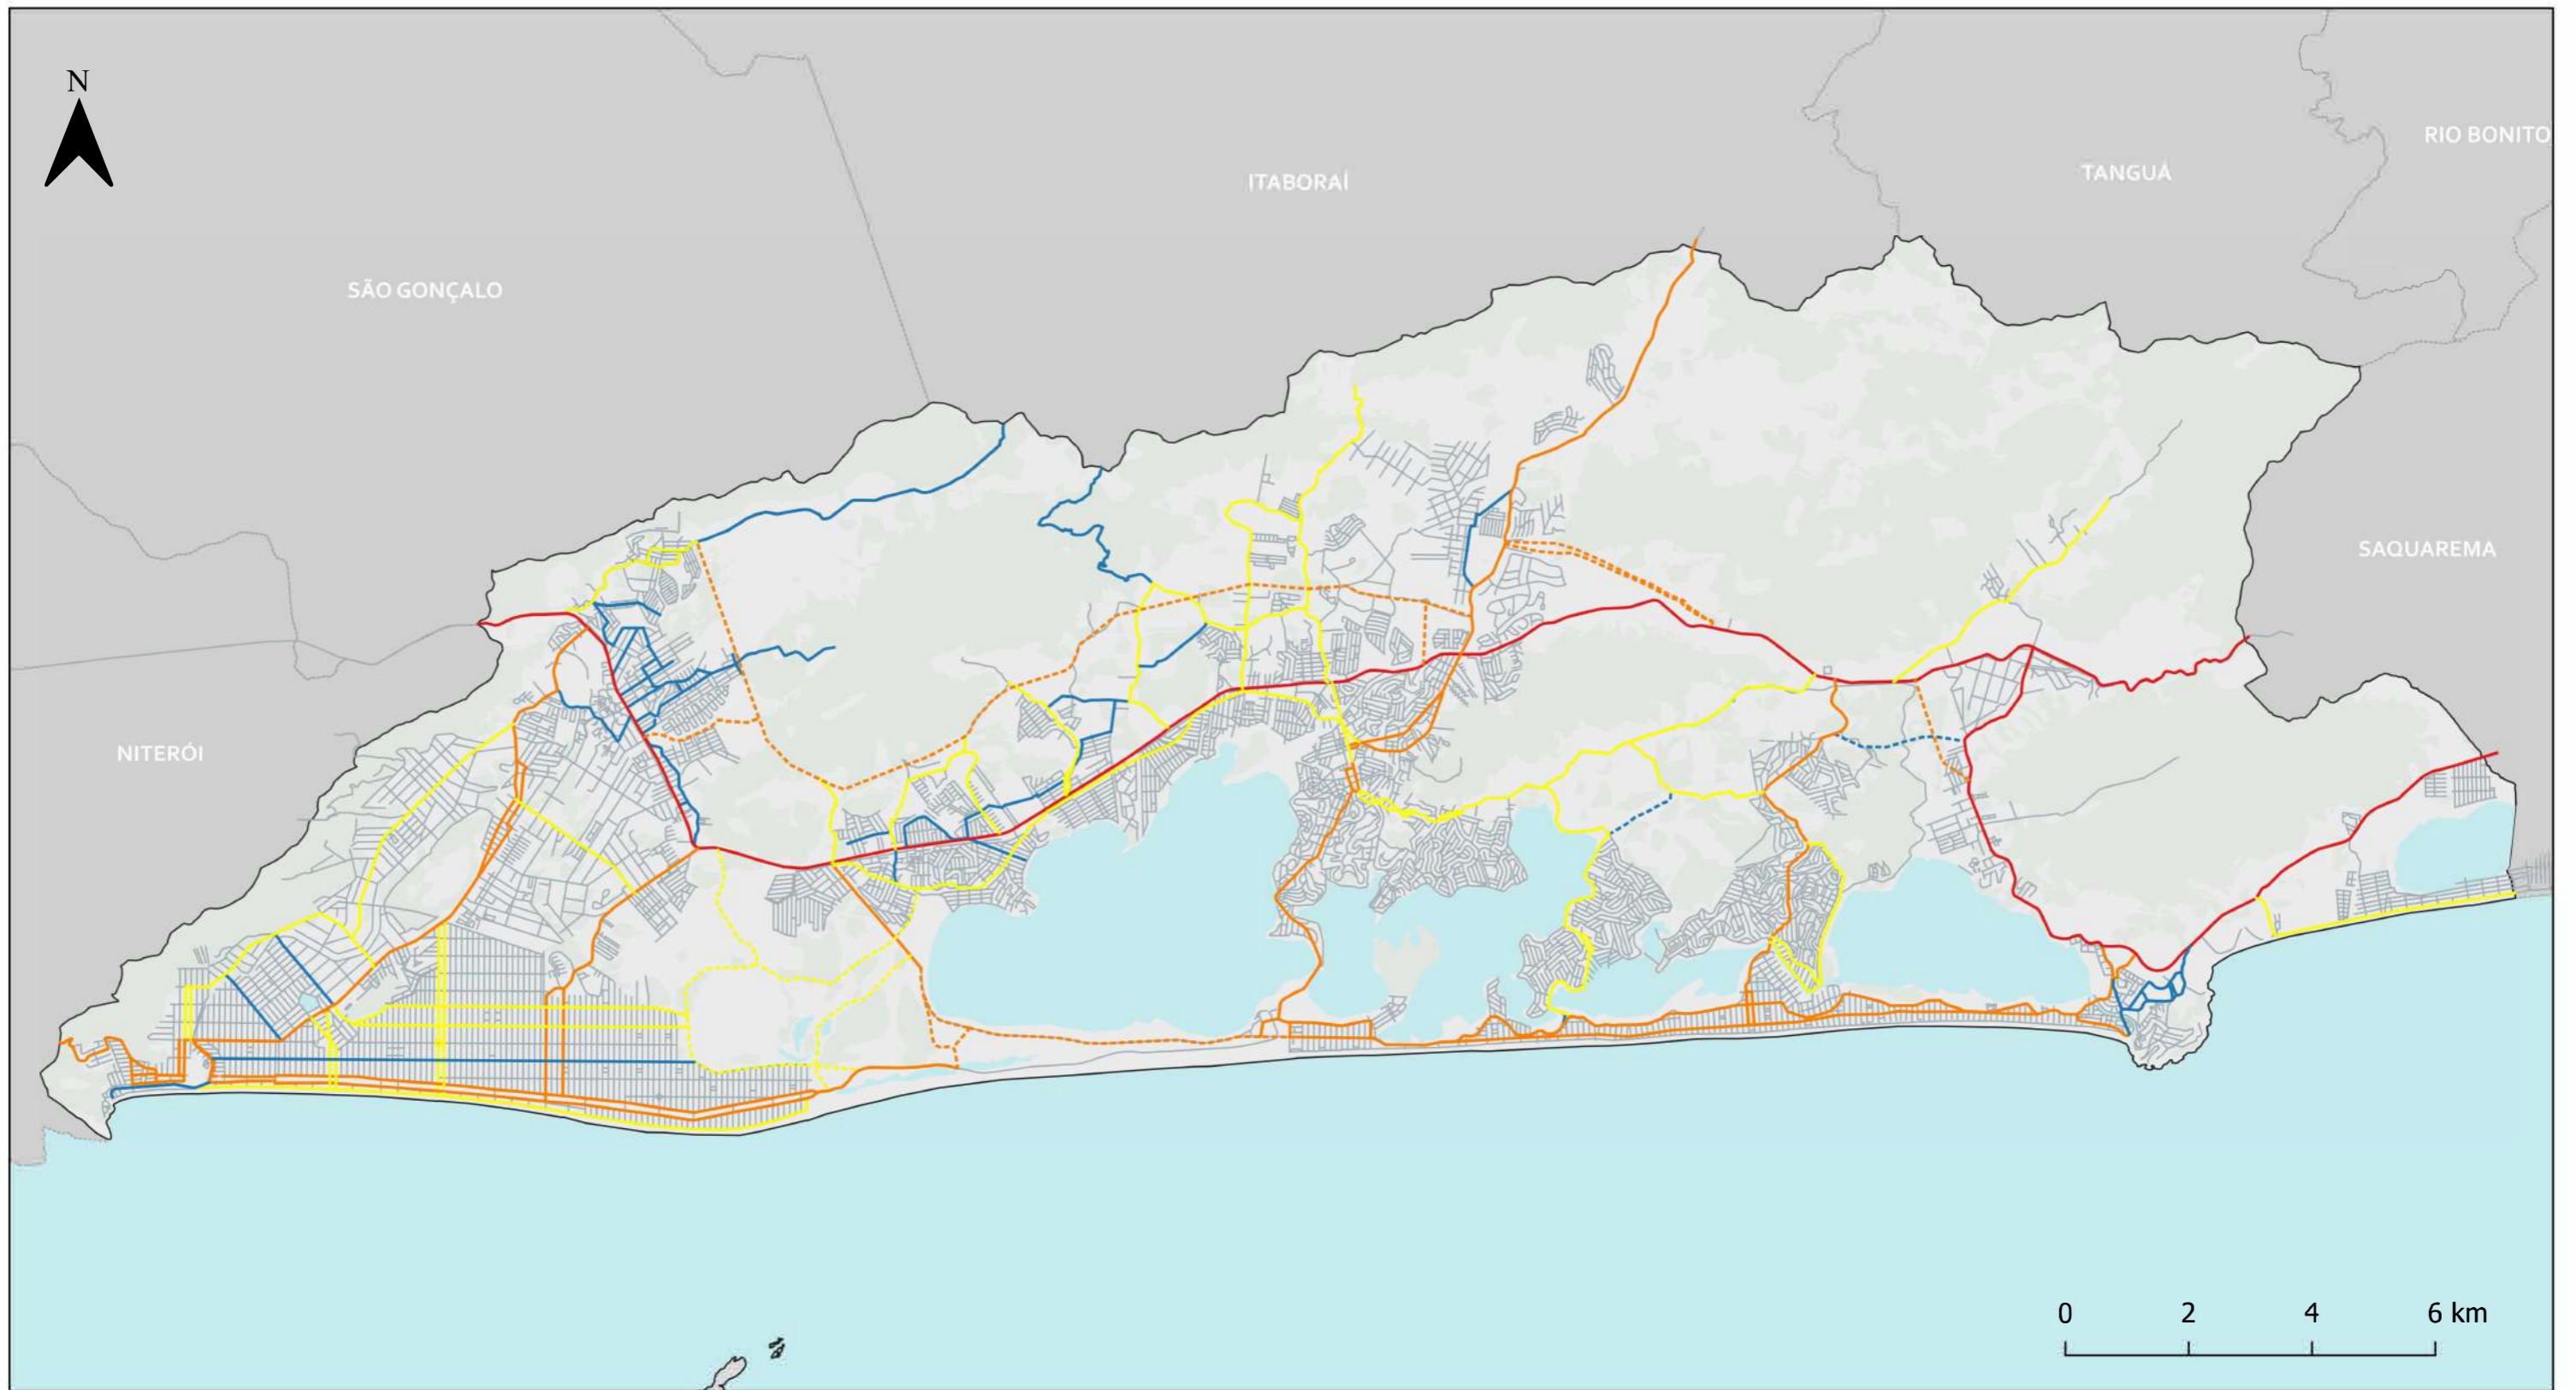 N
RIO BONITO
TANGUÁ
ITABORAÍ
SÃO GONÇALO
SAQUAREMA
NITERÓI
0 2 4 6 km